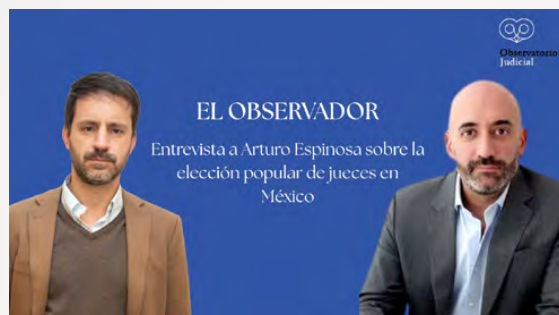 Observatorio
Judicial
EL OBSERVADOR
Entrevista a Arturo Espinosa sobre la
elección popular de jueces en
México